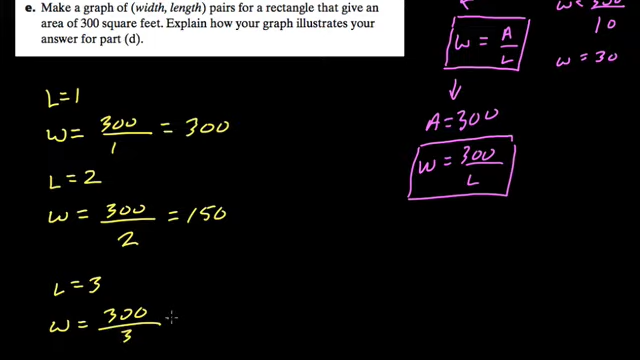 e. Make a graph of (width, length) pairs for a rectangle that give an
area of 300 square feet. Explain how your graph illustrates your
answer for part (d).
L=1
W = 300/1 = 300
L=2
W = 300/2 = 150
L=3
W = 300/3
W = A/L
10
W = 30
A=300
W = 300/L